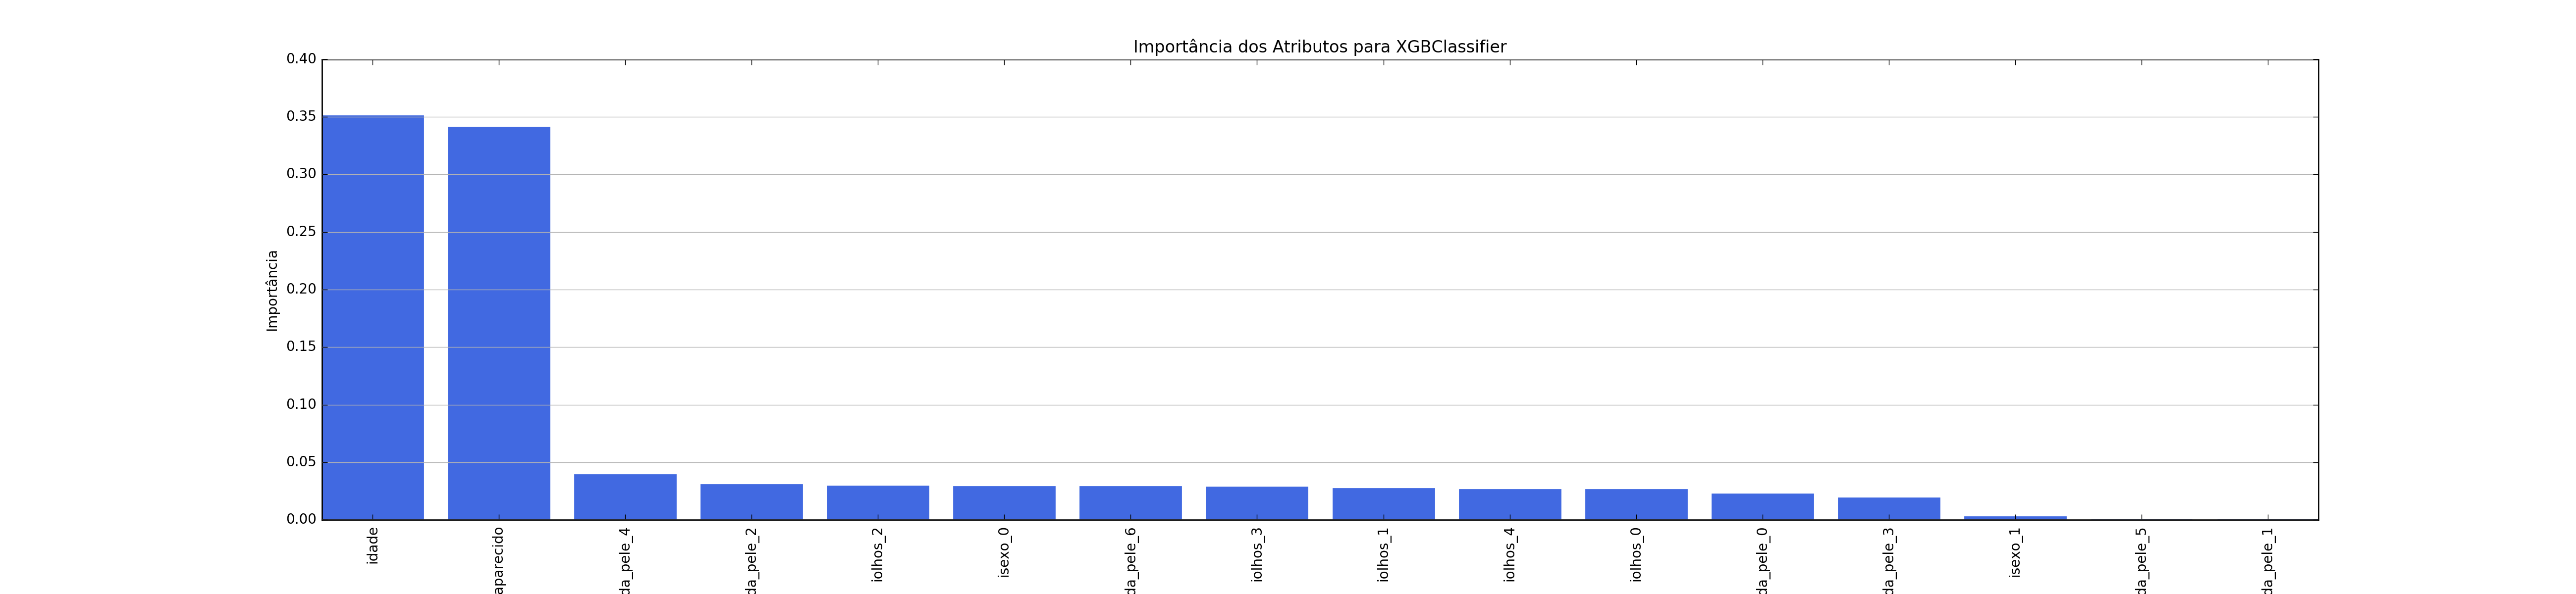 Importância dos Atributos para XGBClassifier
0.40
0.35
0.30
0.25
0.20
0.15
0.10
0.05
0.00
Importância
idade
aparecido
da_pele_4
da_pele_2
iolhos_2
isexo_0
da_pele_6
iolhos_3
iolhos_1
iolhos_4
iolhos_0
da_pele_0
da_pele_3
isexo_1
da_pele_5
da_pele_1